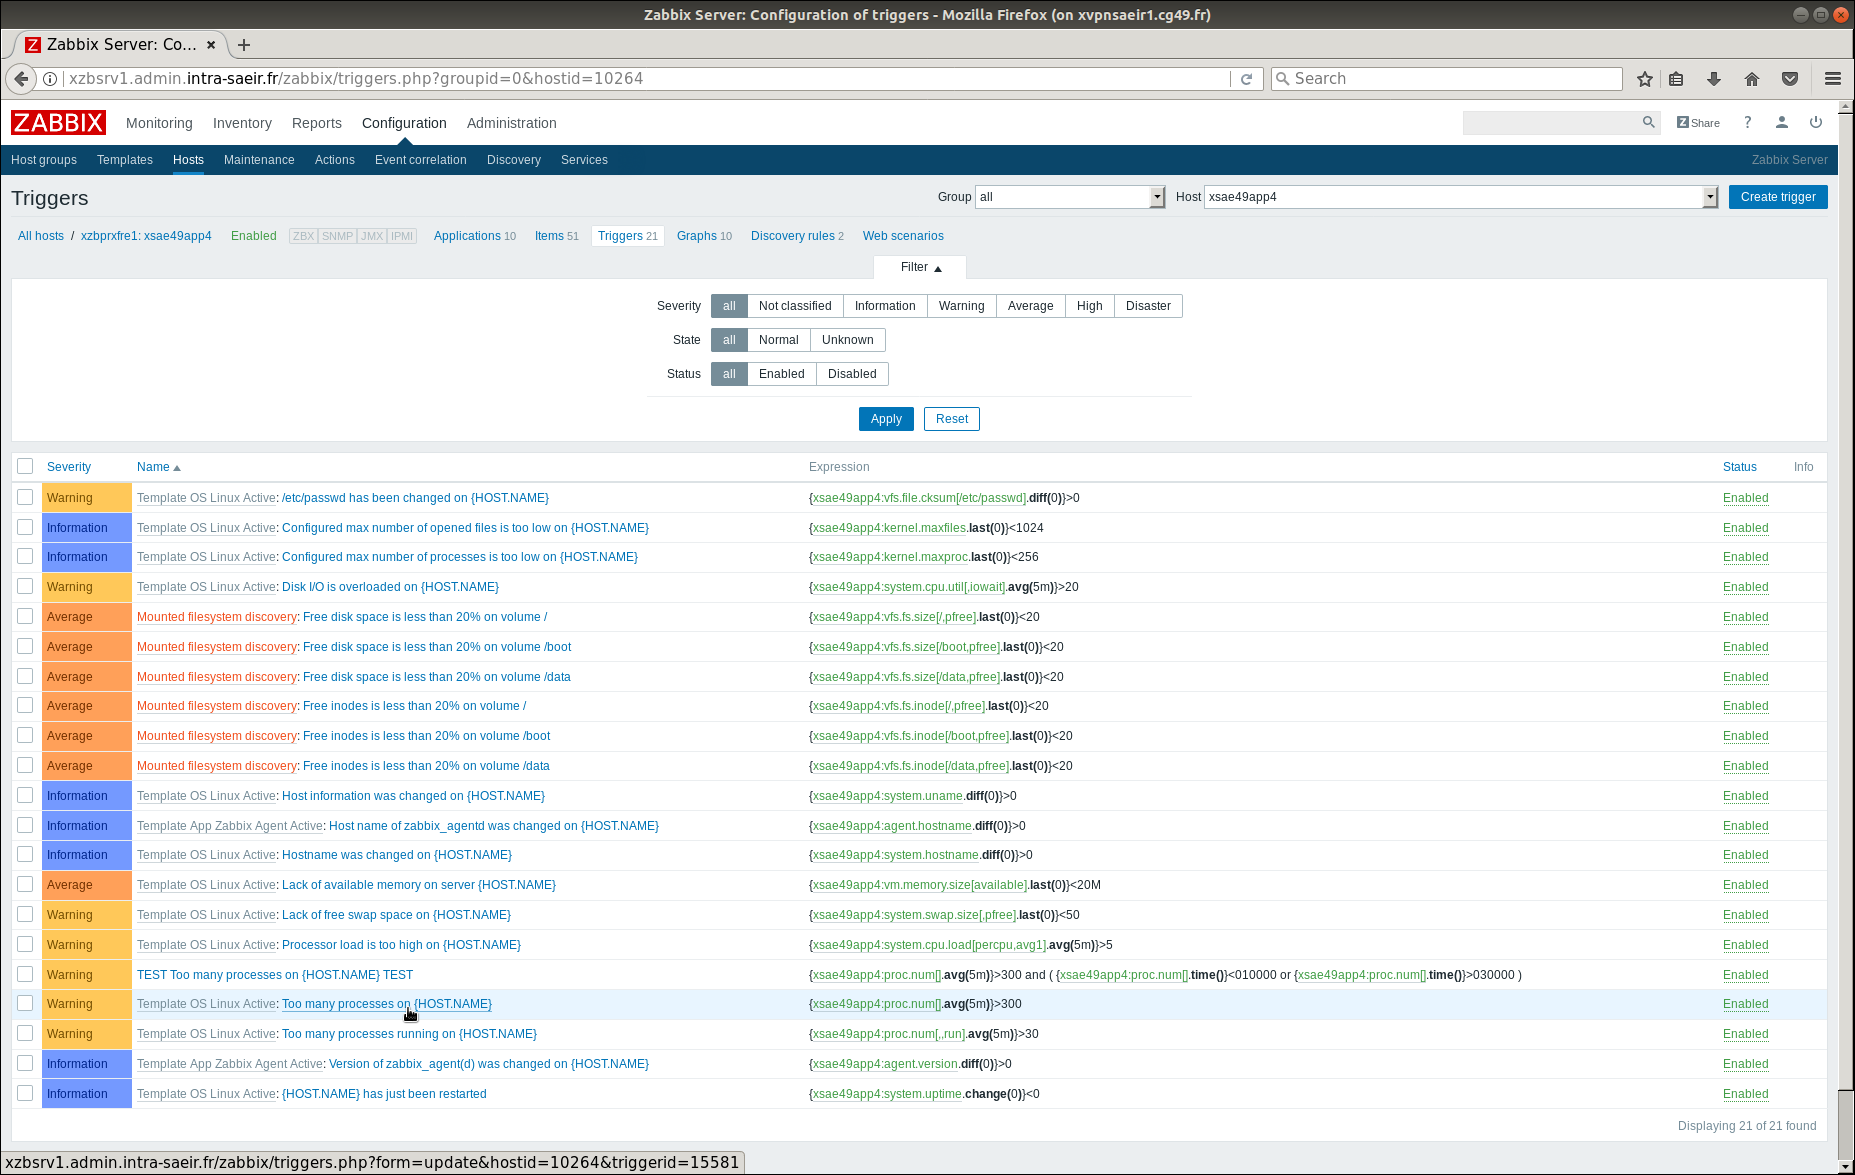 Zabbix Server: Configuration of triggers - Mozilla Firefox (on xvpnsaeir1.cg49.fr)
Z Zabbix Server: Co... × +
xzbsrv1.admin.intra-saeir.fr/zabbix/triggers.php?groupid=0&hostid=10264 Search
ZABBIX Monitoring Inventory Reports Configuration Administration Z Share ?
Host groups Templates Hosts Maintenance Actions Event correlation Discovery Services Zabbix Server
Triggers Group all Host xsae49app4 Create trigger
All hosts / xzbprxfre1: xsae49app4 Enabled ZBX SNMP JMX IPMI Applications 10 Items 51 Triggers 21 Graphs 10 Discovery rules 2 Web scenarios
Filter ▲
Severity all Not classified Information Warning Average High Disaster
State all Normal Unknown
Status all Enabled Disabled
Apply Reset
Severity Name ▲ Expression Status Info
Warning Template OS Linux Active: /etc/passwd has been changed on {HOST.NAME} {xsae49app4:vfs.file.cksum[/etc/passwd].diff(0)}>0 Enabled
Information Template OS Linux Active: Configured max number of opened files is too low on {HOST.NAME} {xsae49app4:kernel.maxfiles.last(0)}<1024 Enabled
Information Template OS Linux Active: Configured max number of processes is too low on {HOST.NAME} {xsae49app4:kernel.maxproc.last(0)}<256 Enabled
Warning Template OS Linux Active: Disk I/O is overloaded on {HOST.NAME} {xsae49app4:system.cpu.util[,iowait].avg(5m)}>20 Enabled
Average Mounted filesystem discovery: Free disk space is less than 20% on volume / {xsae49app4:vfs.fs.size[/,pfree].last(0)}<20 Enabled
Average Mounted filesystem discovery: Free disk space is less than 20% on volume /boot {xsae49app4:vfs.fs.size[/boot,pfree].last(0)}<20 Enabled
Average Mounted filesystem discovery: Free disk space is less than 20% on volume /data {xsae49app4:vfs.fs.size[/data,pfree].last(0)}<20 Enabled
Average Mounted filesystem discovery: Free inodes is less than 20% on volume / {xsae49app4:vfs.fs.inode[/,pfree].last(0)}<20 Enabled
Average Mounted filesystem discovery: Free inodes is less than 20% on volume /boot {xsae49app4:vfs.fs.inode[/boot,pfree].last(0)}<20 Enabled
Average Mounted filesystem discovery: Free inodes is less than 20% on volume /data {xsae49app4:vfs.fs.inode[/data,pfree].last(0)}<20 Enabled
Information Template OS Linux Active: Host information was changed on {HOST.NAME} {xsae49app4:system.uname.diff(0)}>0 Enabled
Information Template App Zabbix Agent Active: Host name of zabbix_agentd was changed on {HOST.NAME} {xsae49app4:agent.hostname.diff(0)}>0 Enabled
Information Template OS Linux Active: Hostname was changed on {HOST.NAME} {xsae49app4:system.hostname.diff(0)}>0 Enabled
Average Template OS Linux Active: Lack of available memory on server {HOST.NAME} {xsae49app4:vm.memory.size[available].last(0)}<20M Enabled
Warning Template OS Linux Active: Lack of free swap space on {HOST.NAME} {xsae49app4:system.swap.size[,pfree].last(0)}<50 Enabled
Warning Template OS Linux Active: Processor load is too high on {HOST.NAME} {xsae49app4:system.cpu.load[percpu,avg1].avg(5m)}>5 Enabled
Warning TEST Too many processes on {HOST.NAME} TEST {xsae49app4:proc.num[].avg(5m)}>300 and ( {xsae49app4:proc.num[].time()}<010000 or {xsae49app4:proc.num[].time()}>030000 ) Enabled
Warning Template OS Linux Active: Too many processes on {HOST.NAME} {xsae49app4:proc.num[].avg(5m)}>300 Enabled
Warning Template OS Linux Active: Too many processes running on {HOST.NAME} {xsae49app4:proc.num[,,run].avg(5m)}>30 Enabled
Information Template App Zabbix Agent Active: Version of zabbix_agent(d) was changed on {HOST.NAME} {xsae49app4:agent.version.diff(0)}>0 Enabled
Information Template OS Linux Active: {HOST.NAME} has just been restarted {xsae49app4:system.uptime.change(0)}<0 Enabled
Displaying 21 of 21 found
xzbsrv1.admin.intra-saeir.fr/zabbix/triggers.php?form=update&hostid=10264&triggerid=15581